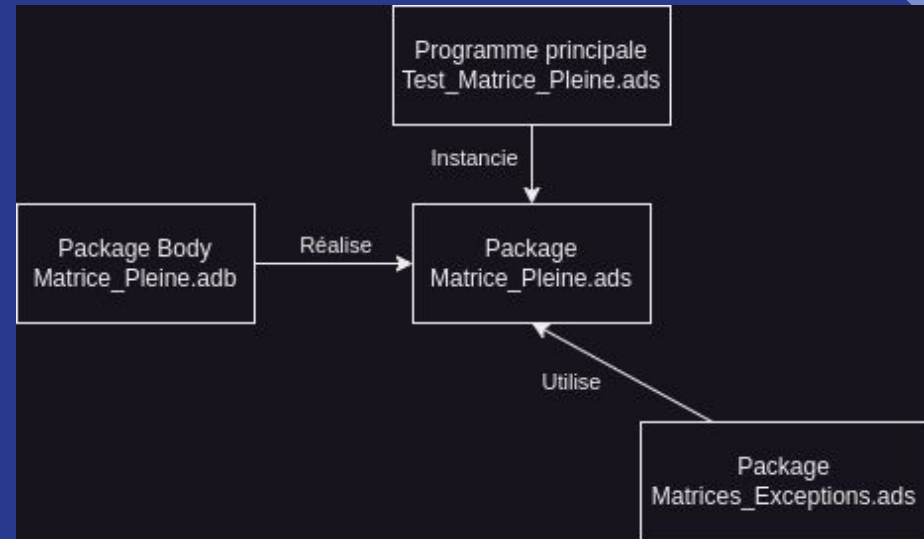 Programme principale
Test_Matrice_Pleine.ads
Instancie
Package Body
Matrice_Pleine.adb
Réalise
Package
Matrice_Pleine.ads
Utilise
Package
Matrices_Exceptions.ads